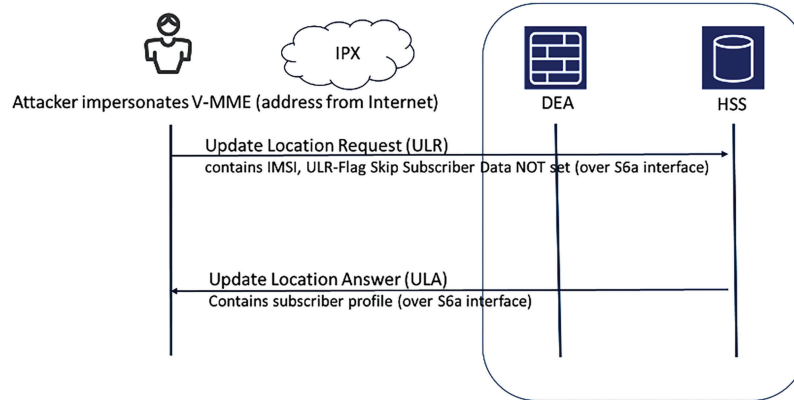 IPX
Attacker impersonates V-MME (address from Internet)
DEA
HSS
Update Location Request (ULR)
contains IMSI, ULR-Flag Skip Subscriber Data NOT set (over S6a interface)
Update Location Answer (ULA)
Contains subscriber profile (over S6a interface)